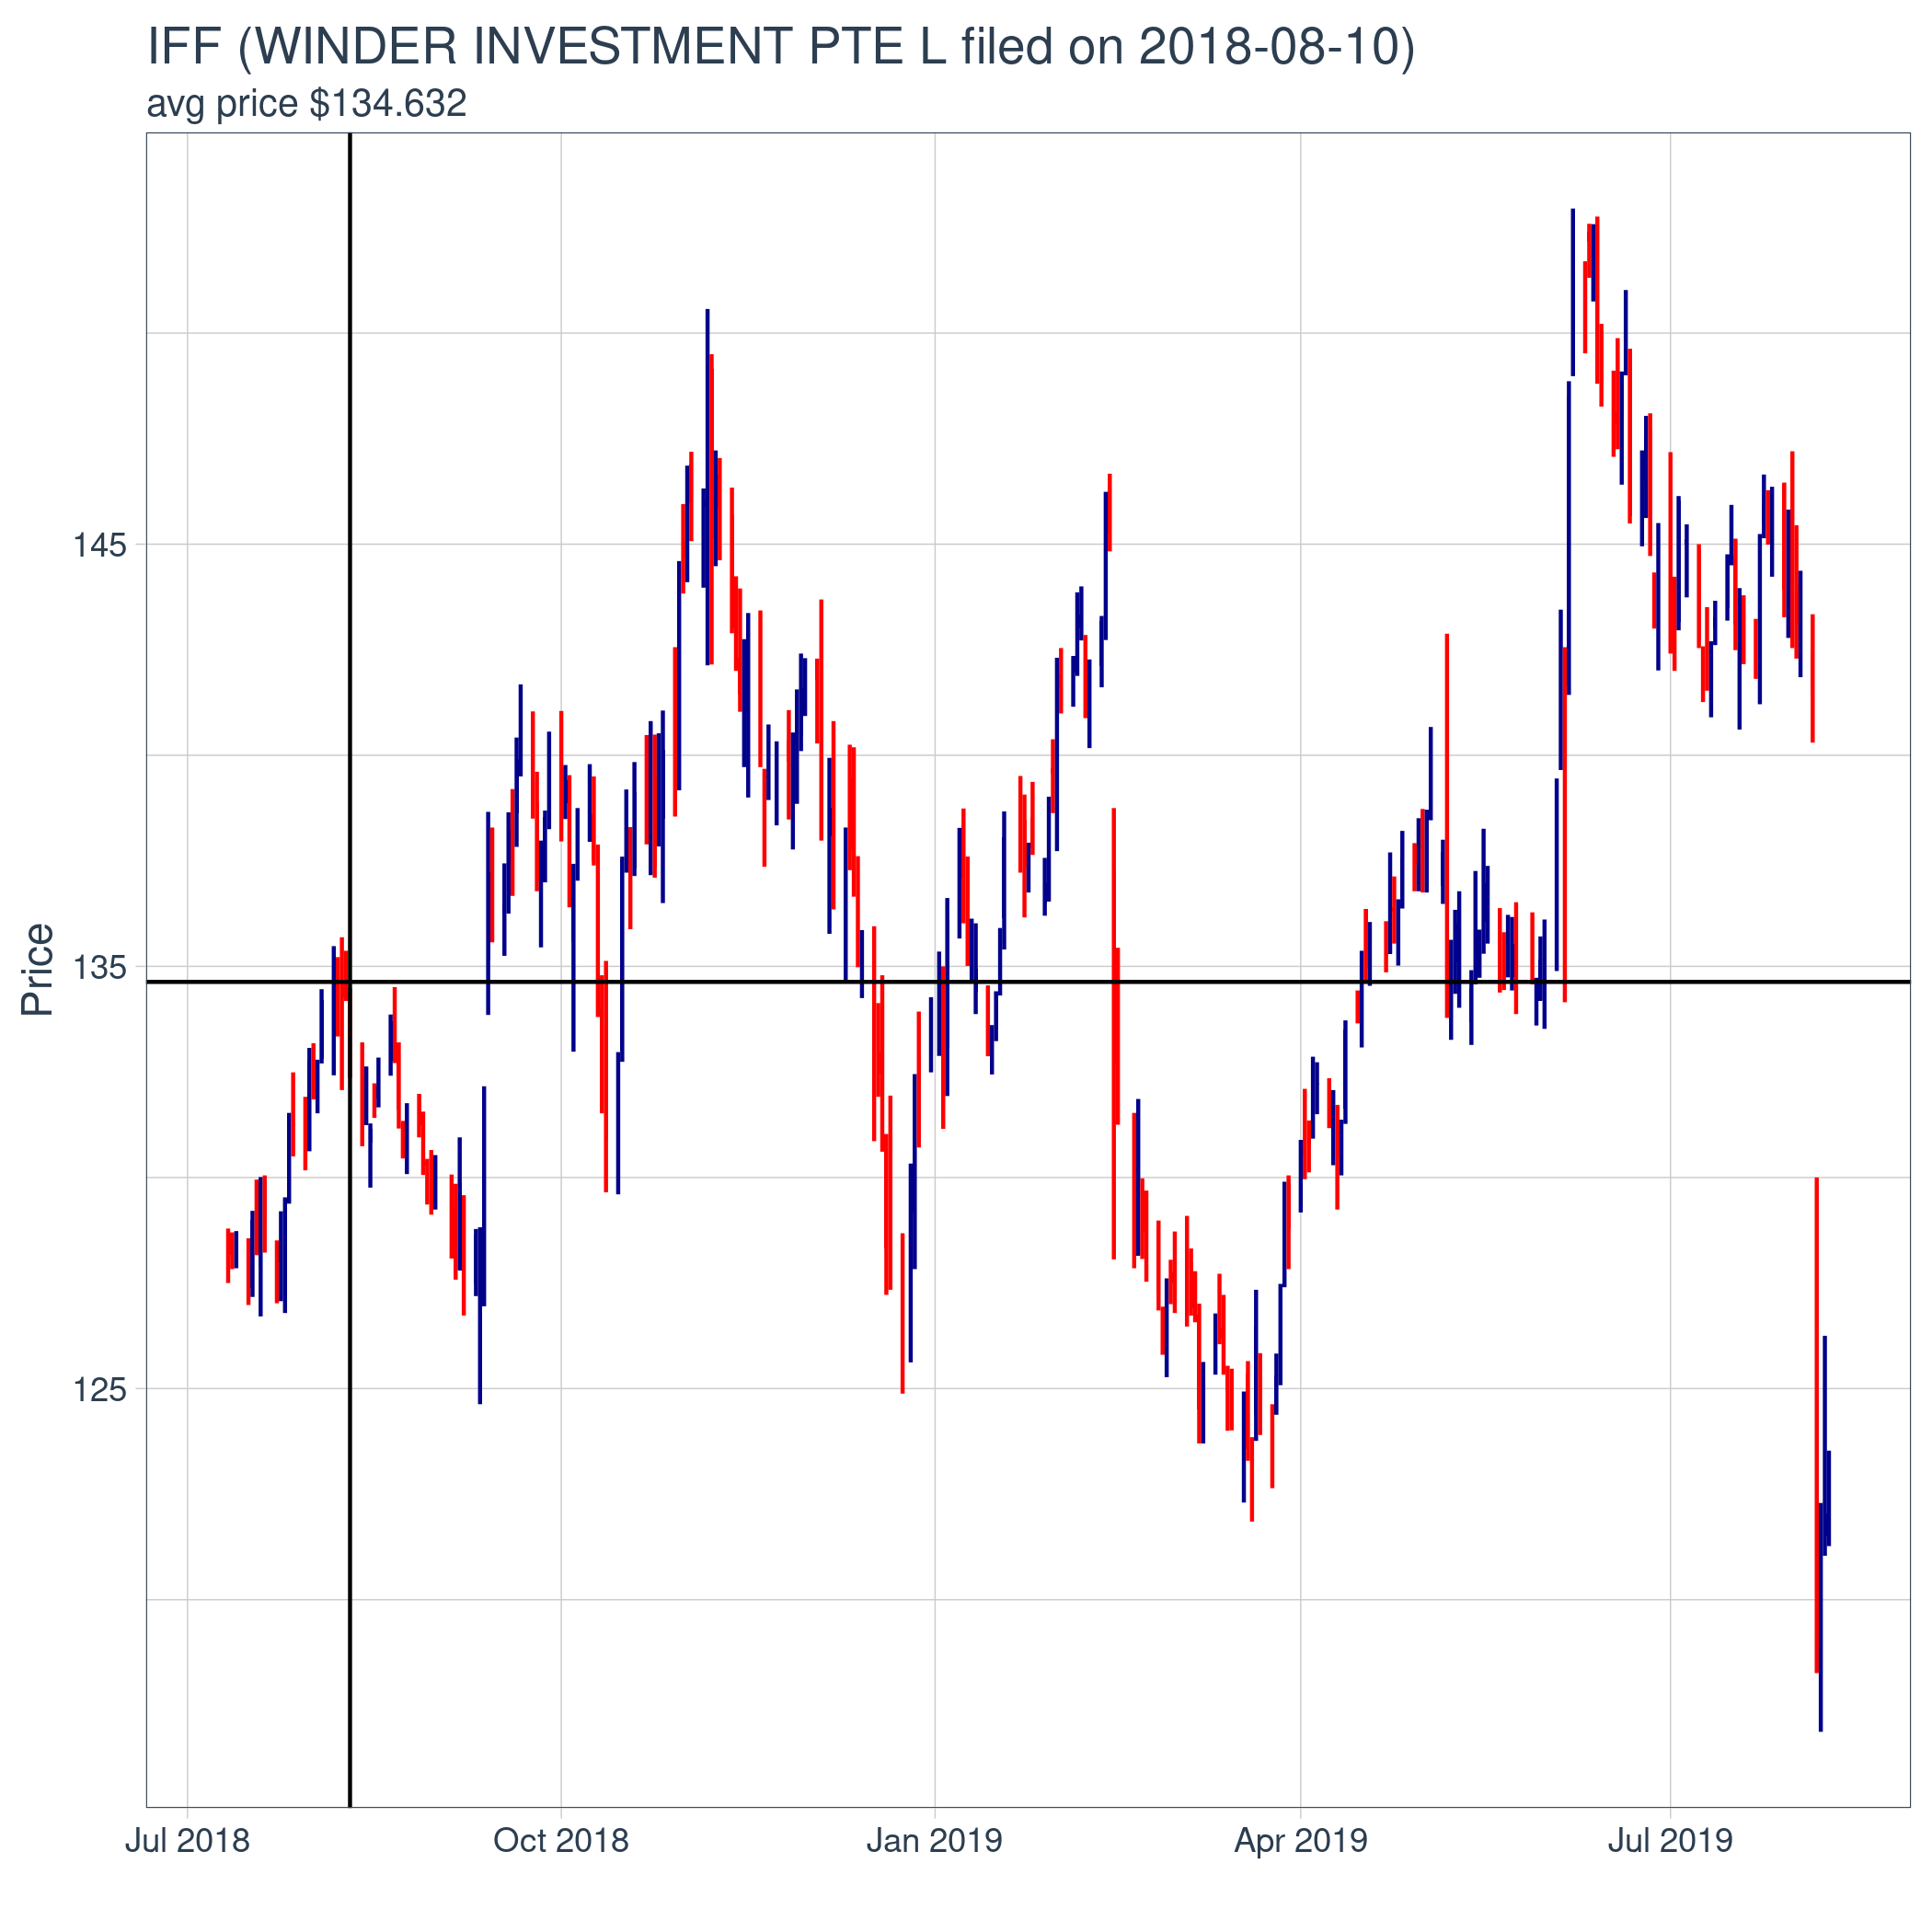 IFF (WINDER INVESTMENT PTE L filed on 2018-08-10)
avg price $134.632
145
135
125
Price
Jul 2018 Oct 2018 Jan 2019 Apr 2019 Jul 2019